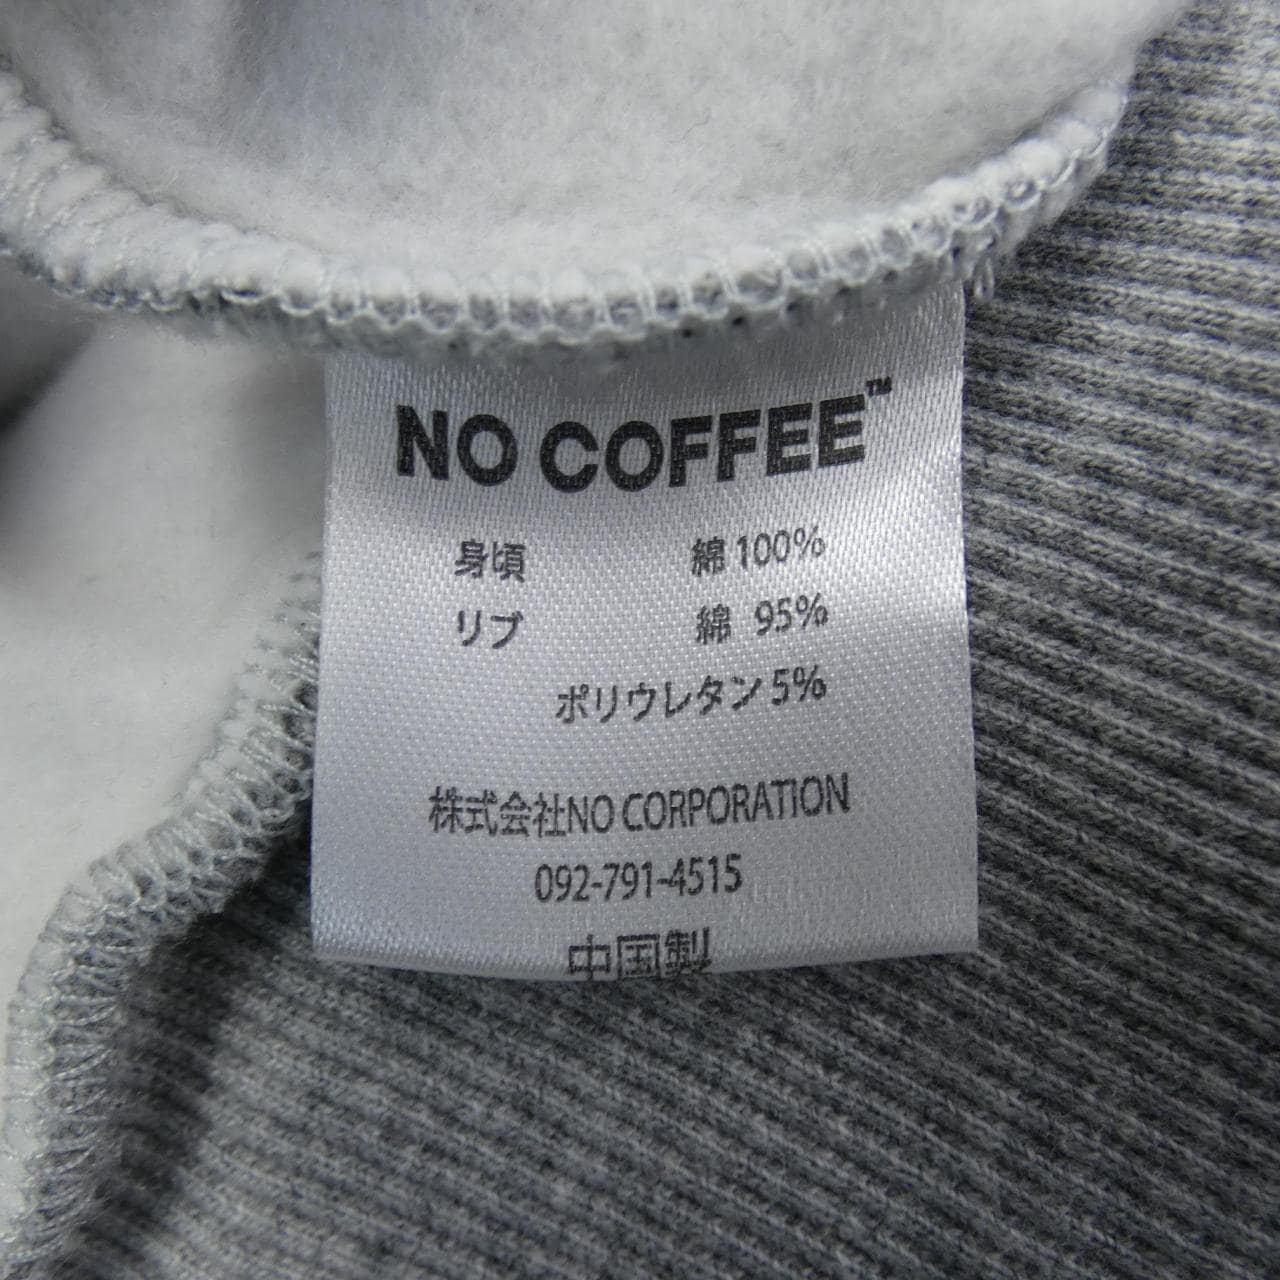 NO COFFEE™
身頃 綿 100%
リブ 綿 95%
ポリウレタン 5%
株式会社NO CORPORATION
092-791-4515
中国製